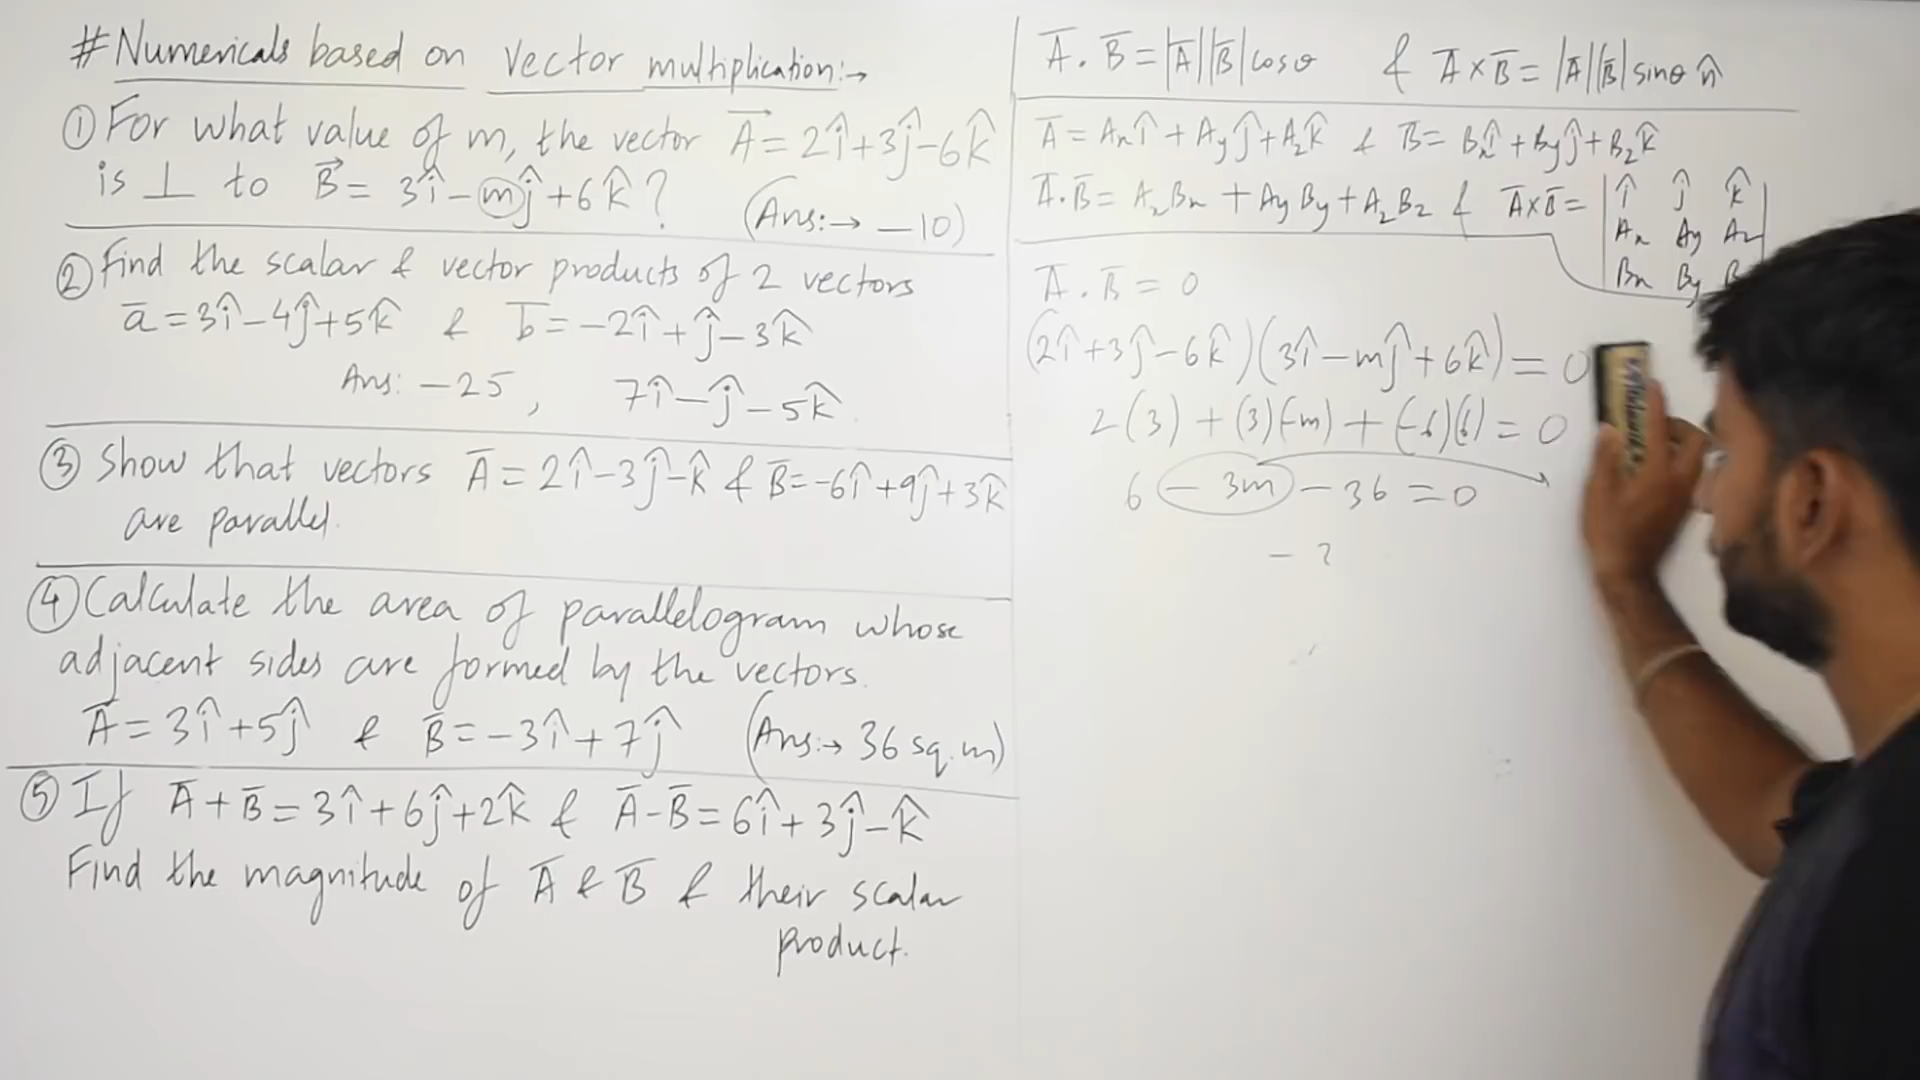 #Numericals based on vector multiplication:→
① For what value of m, the vector A⃗ = 2î+3ĵ-6k̂
is ⊥ to B⃗ = 3î-mĵ+6k̂ ?
(Ans:→ -10)
② Find the scalar & vector products of 2 vectors
a̅ = 3î-4ĵ+5k̂ & b̅ = -2î+ĵ-3k̂
Ans: -25 , 7î-ĵ-5k̂
③ Show that vectors A̅ = 2î-3ĵ-k̂ & B̅ = -6î+9ĵ+3k̂
are parallel.
④ Calculate the area of parallelogram whose
adjacent sides are formed by the vectors.
A̅ = 3î+5ĵ & B̅ = -3î+7ĵ (Ans:→ 36 sq.m)
⑤ If A̅+B̅ = 3î+6ĵ+2k̂ & A̅-B̅ = 6î+3ĵ-k̂
Find the magnitude of A̅ & B̅ & their scalar
product.
A̅.B̅ = |A̅||B̅|cosθ & A̅×B̅ = |A̅||B̅| sinθ n̂
A̅ = Axî + Ayĵ + Azk̂ & B̅ = Bxî + Byĵ + Bzk̂
A̅.B̅ = AxBx + AyBy + AzBz & A̅×B̅ = | î ĵ k̂ |
Ax Ay Az
Bx By B
A̅.B̅ = 0
(2î+3ĵ-6k̂)(3î-mĵ+6k̂) = 0
2(3) + (3)(-m) + (-6)(6) = 0
6 - 3m - 36 = 0